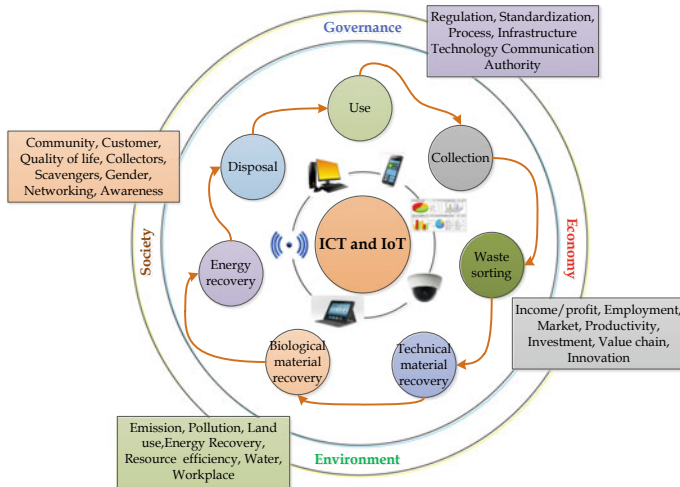 Governance
Regulation, Standardization,
Process, Infrastructure
Technology Communication
Authority
Use
Community, Customer,
Quality of life, Collectors,
Scavengers, Gender,
Networking, Awareness
Disposal
Collection
ICT and IoT
Society
Economy
Energy
recovery
Waste
sorting
Income/profit, Employment,
Market, Productivity,
Investment, Value chain,
Innovation
Biological
material
recovery
Technical
material
recovery
Emission, Pollution, Land
use,Energy Recovery,
Resource efficiency, Water,
Workplace
Environment